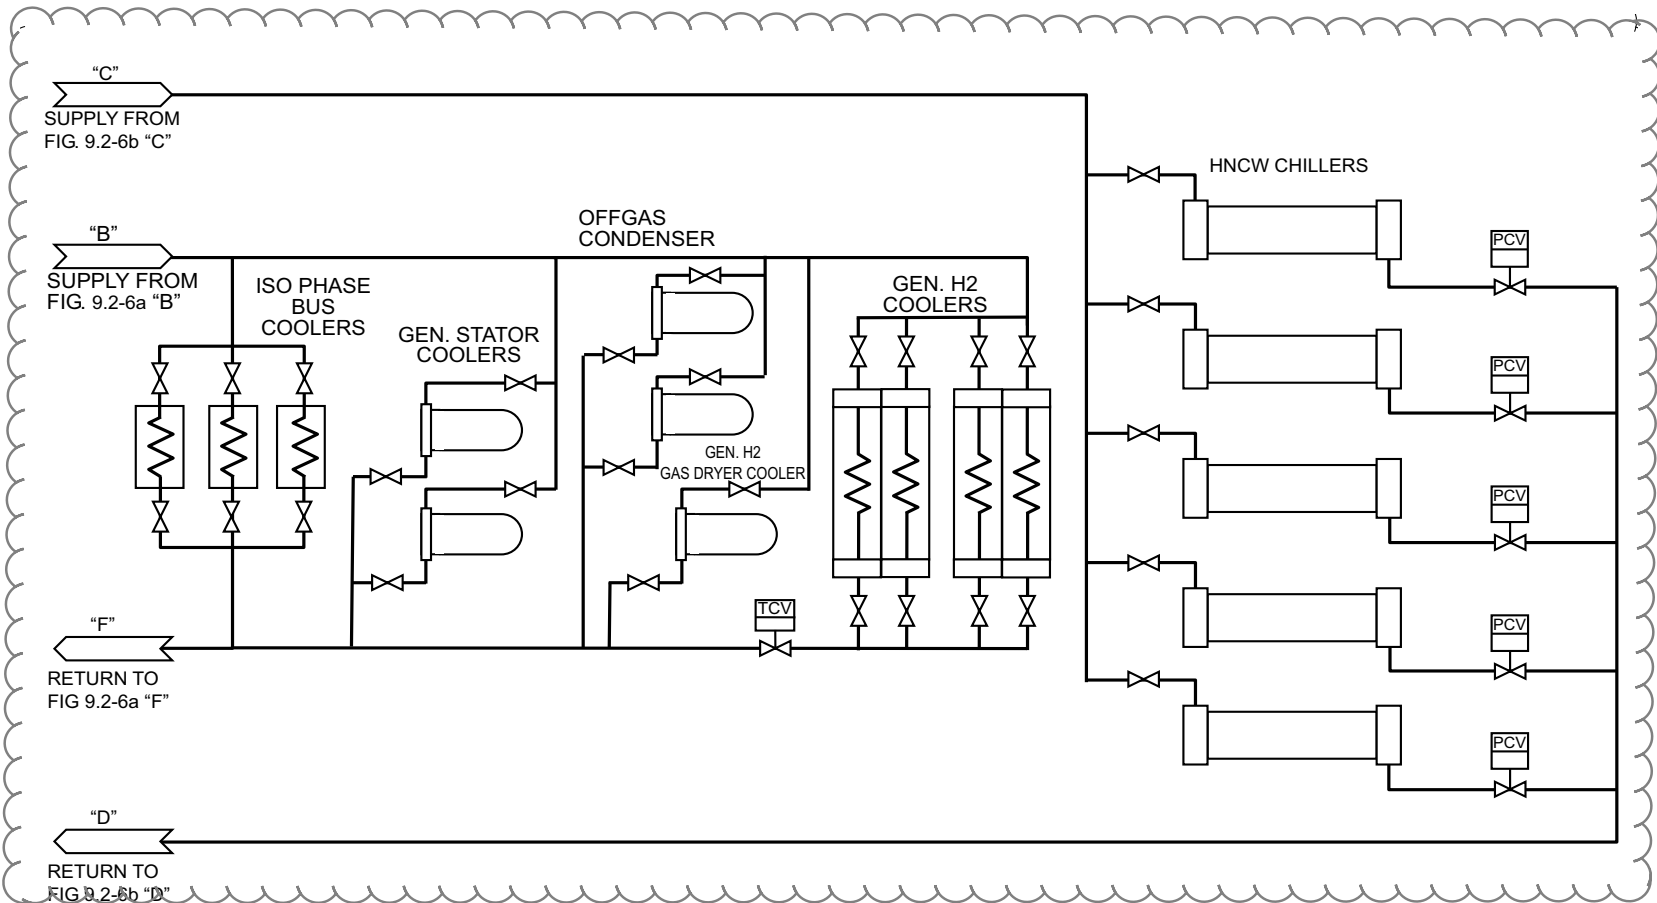 “C”
SUPPLY FROM
FIG. 9.2-6b “C”
HNCW CHILLERS
“B”
SUPPLY FROM
FIG. 9.2-6a “B”
ISO PHASE
BUS
COOLERS
GEN. STATOR
COOLERS
OFFGAS
CONDENSER
GEN. H2
GAS DRYER COOLER
GEN. H2
COOLERS
TCV
PCV
PCV
PCV
PCV
PCV
“F”
RETURN TO
FIG 9.2-6a “F”
“D”
RETURN TO
FIG 9.2-6b “D”